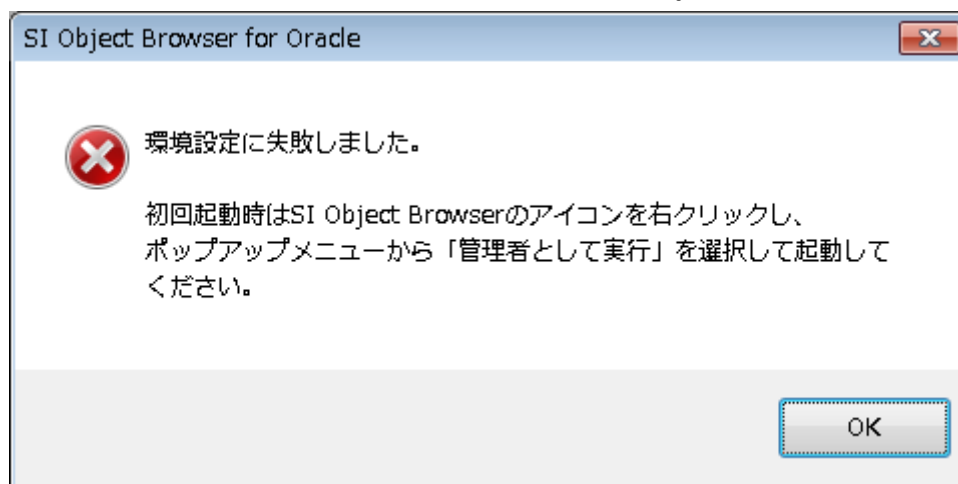 SI Object Browser for Oracle
環境設定に失敗しました。
初回起動時はSI Object Browserのアイコンを右クリックし、
ポップアップメニューから「管理者として実行」を選択して起動して
ください。
OK